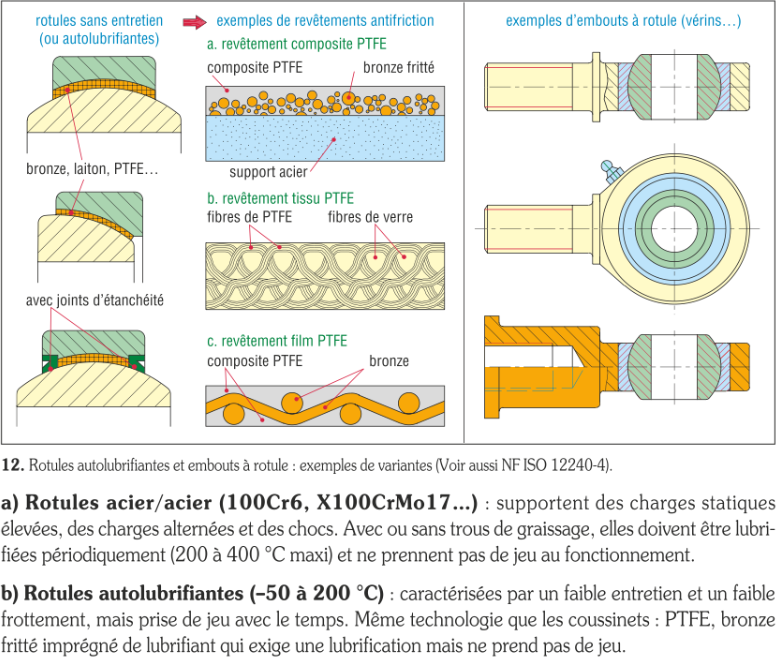 rotules sans entretien
(ou autolubrifiantes)
exemples de revêtements antifriction
a. revêtement composite PTFE
composite PTFE
bronze fritté
support acier
bronze, laiton, PTFE...
b. revêtement tissu PTFE
fibres de PTFE
fibres de verre
avec joints d'étanchéité
c. revêtement film PTFE
composite PTFE
bronze
exemples d'embouts à rotule (vérins...)
12. Rotules autolubrifiantes et embouts à rotule : exemples de variantes (Voir aussi NF ISO 12240-4).
a) Rotules acier/acier (100Cr6, X100CrMo17...) : supportent des charges statiques
élevées, des charges alternées et des chocs. Avec ou sans trous de graissage, elles doivent être lubri-
fiées périodiquement (200 à 400 °C maxi) et ne prennent pas de jeu au fonctionnement.
b) Rotules autolubrifiantes (–50 à 200 °C) : caractérisées par un faible entretien et un faible
frottement, mais prise de jeu avec le temps. Même technologie que les coussinets : PTFE, bronze
fritté imprégné de lubrifiant qui exige une lubrification mais ne prend pas de jeu.